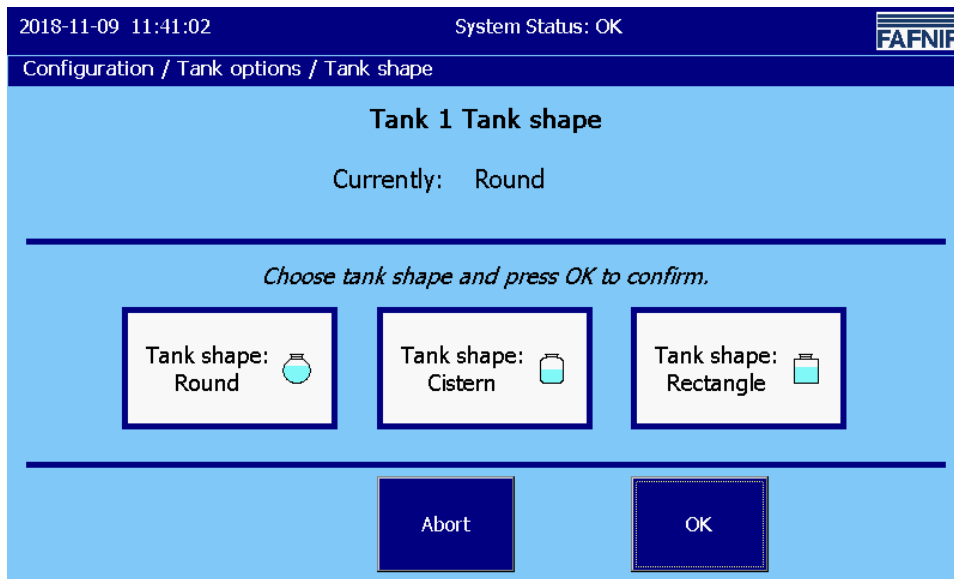 2018-11-09 11:41:02 System Status: OK FAFNIR
Configuration / Tank options / Tank shape
Tank 1 Tank shape
Currently: Round
Choose tank shape and press OK to confirm.
Tank shape:
Round
Tank shape:
Cistern
Tank shape:
Rectangle
Abort OK